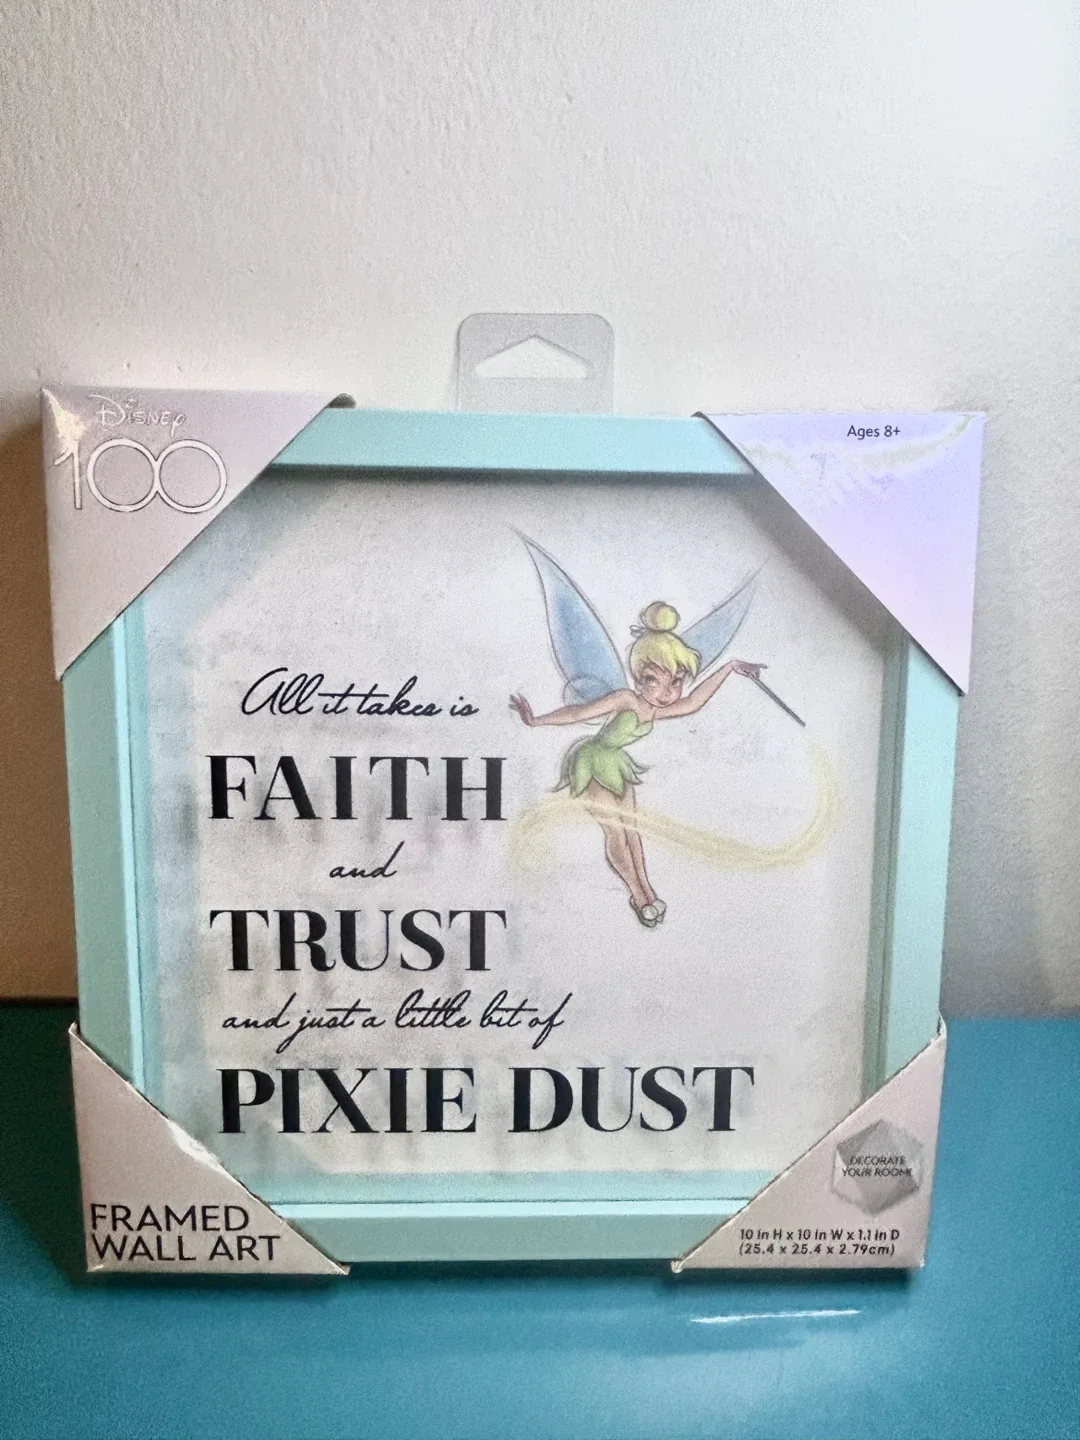 Disney
100
Ages 8+
All it takes is
FAITH
and
TRUST
and just a little bit of
PIXIE DUST
FRAMED
WALL ART
DECORATE
YOUR ROOM!
10 in H x 10 in W x 1.1 in D
(25.4 x 25.4 x 2.79cm)